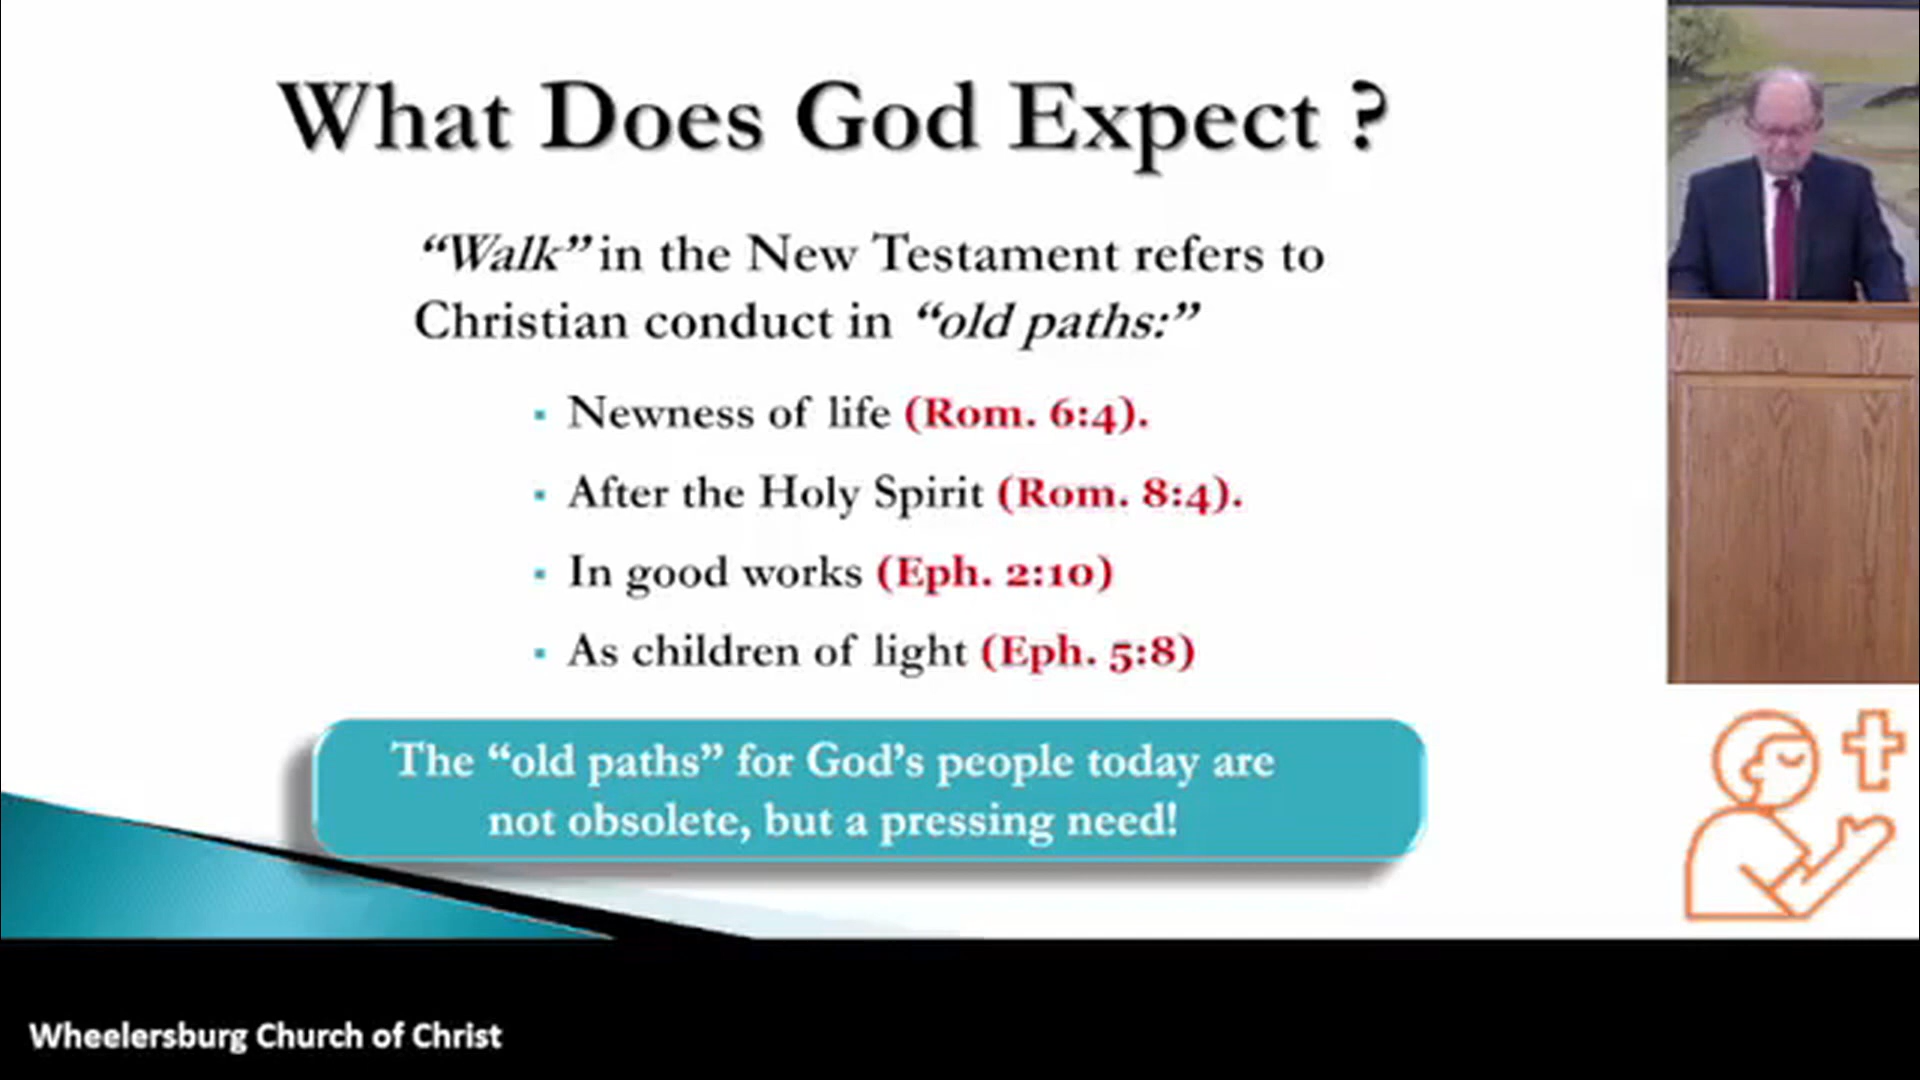 What Does God Expect ?
“Walk” in the New Testament refers to
Christian conduct in “old paths:”
▪ Newness of life (Rom. 6:4).
▪ After the Holy Spirit (Rom. 8:4).
▪ In good works (Eph. 2:10)
▪ As children of light (Eph. 5:8)
The “old paths” for God’s people today are
not obsolete, but a pressing need!
Wheelersburg Church of Christ